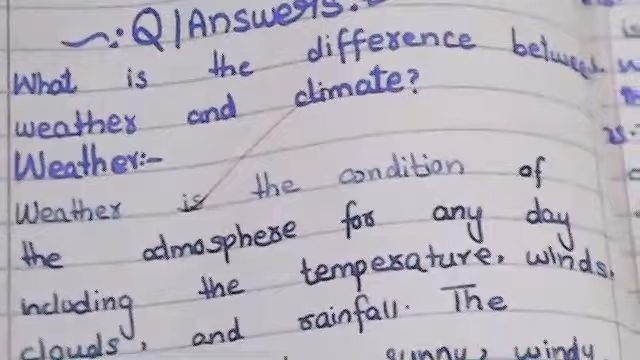 Q/Answers:-
What is the difference between
weather and climate?
Weather:-
Weather is the condition of
the admosphere for any day
including the temperature, winds,
clouds, and rainfall. The
sunny, windy